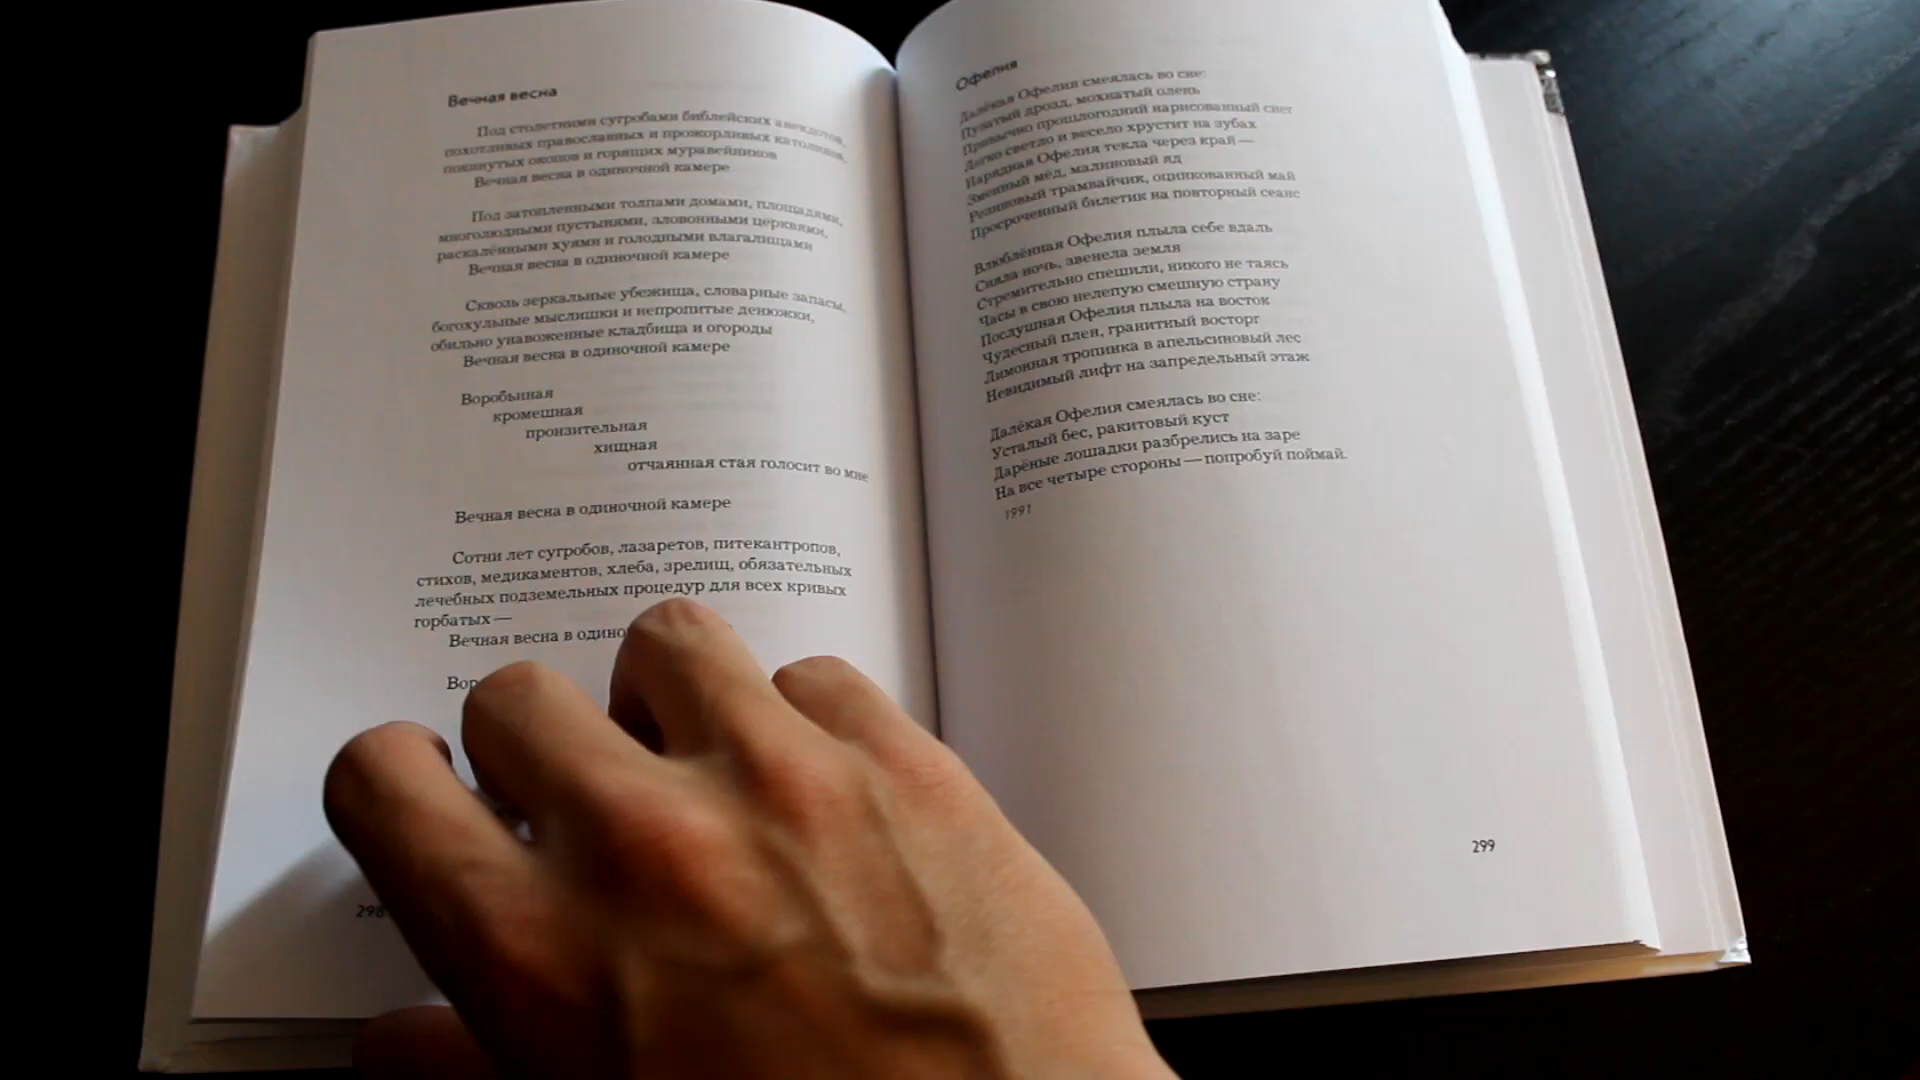 Вечная весна
Под столетними сугробами библейских анекдотов,
похотливых православных и прожорливых католиков,
покинутых окопов и горящих муравейников
Вечная весна в одиночной камере
Под затопленными толпами домами, площадями,
многолюдными пустынями, зловонными церквями,
раскалёнными хуями и голодными влагалищами
Вечная весна в одиночной камере
Сквозь зеркальные убежища, словарные запасы,
богохульные мыслишки и непропитые денюжки,
обильно унавоженные кладбища и огороды
Вечная весна в одиночной камере
Воробьиная
кромешная
пронзительная
хищная
отчаянная стая голосит во мне
Вечная весна в одиночной камере
Сотни лет сугробов, лазаретов, питекантропов,
стихов, медикаментов, хлеба, зрелищ, обязательных
лечебных подземельных процедур для всех кривых
горбатых —
Вечная весна в
298
Офелия
Далёкая Офелия смеялась во сне:
Пузатый дрозд, мохнатый олень
Привычно прошлогодний нарисованный снег
Легко светло и весело хрустит на зубах
Нарядная Офелия текла через край —
Змеиный мёд, малиновый яд
Резиновый трамвайчик, оцинкованный май
Просроченный билетик на повторный сеанс
Влюблённая Офелия плыла себе вдаль
Сияла ночь, звенела земля
Стремительно спешили, никого не таясь
Часы в свою нелепую смешную страну
Послушная Офелия плыла на восток
Чудесный плен, гранитный восторг
Лимонная тропинка в апельсиновый лес
Невидимый лифт на запредельный этаж
Далёкая Офелия смеялась во сне:
Усталый бес, ракитовый куст
Дарёные лошадки разбрелись на заре
На все четыре стороны — попробуй поймай.
1991
299